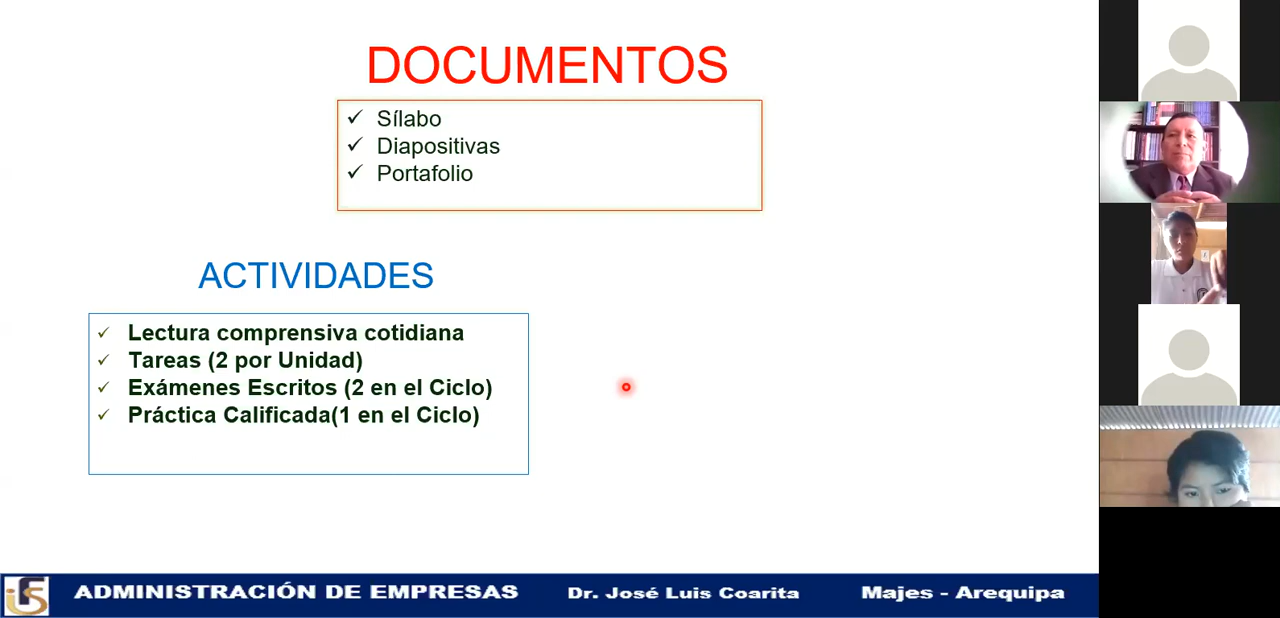 DOCUMENTOS
Sílabo
Diapositivas
Portafolio
ACTIVIDADES
Lectura comprensiva cotidiana
Tareas (2 por Unidad)
Exámenes Escritos (2 en el Ciclo)
Práctica Calificada(1 en el Ciclo)
ADMINISTRACIÓN DE EMPRESAS Dr. José Luis Coarita Majes - Arequipa